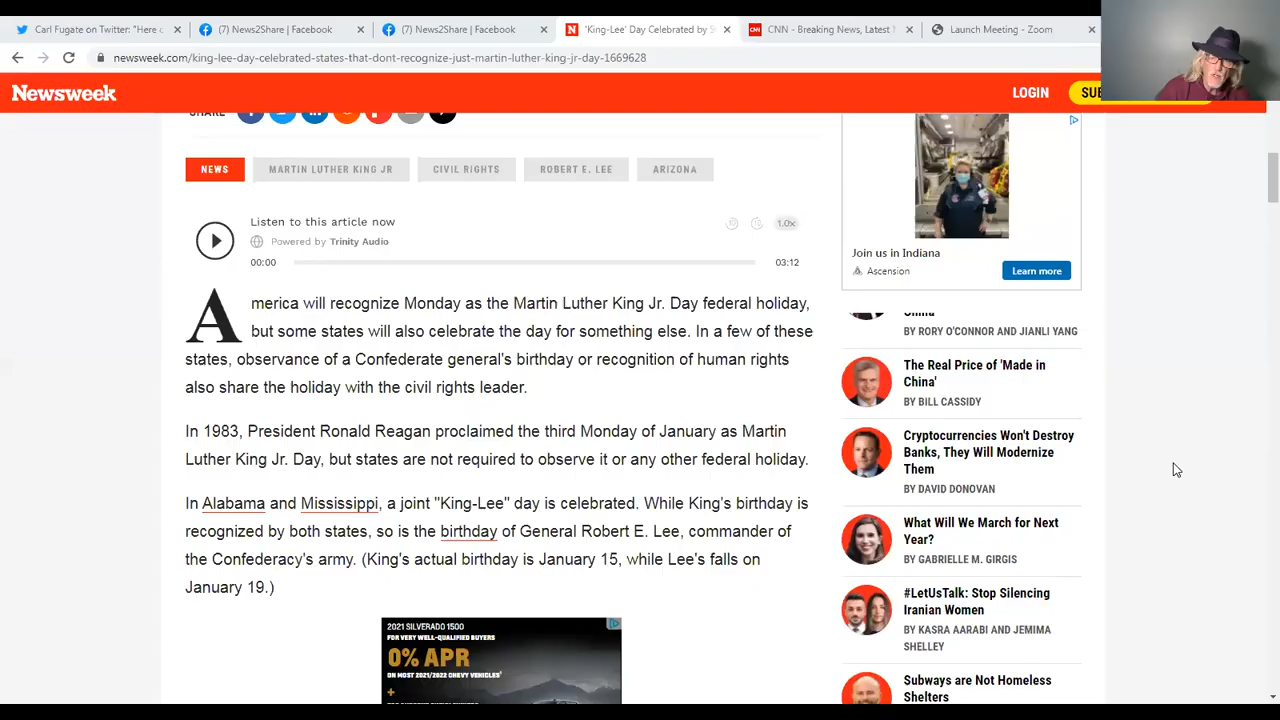 Carl Fugate on Twitter: "Here c
(7) News2Share | Facebook
(7) News2Share | Facebook
'King-Lee' Day Celebrated by S
CNN - Breaking News, Latest N
Launch Meeting - Zoom
newsweek.com/king-lee-day-celebrated-states-that-dont-recognize-just-martin-luther-king-jr-day-1669628
Newsweek
LOGIN
SUB
SHARE
NEWS
MARTIN LUTHER KING JR
CIVIL RIGHTS
ROBERT E. LEE
ARIZONA
Listen to this article now
Powered by Trinity Audio
1.0x
00:00
03:12
America will recognize Monday as the Martin Luther King Jr. Day federal holiday,
but some states will also celebrate the day for something else. In a few of these
states, observance of a Confederate general's birthday or recognition of human rights
also share the holiday with the civil rights leader.
In 1983, President Ronald Reagan proclaimed the third Monday of January as Martin
Luther King Jr. Day, but states are not required to observe it or any other federal holiday.
In Alabama and Mississippi, a joint "King-Lee" day is celebrated. While King's birthday is
recognized by both states, so is the birthday of General Robert E. Lee, commander of
the Confederacy's army. (King's actual birthday is January 15, while Lee's falls on
January 19.)
2021 SILVERADO 1500
FOR VERY WELL-QUALIFIED BUYERS
0% APR
ON MOST 2021/2022 CHEVY VEHICLES
+
Join us in Indiana
Ascension
Learn more
China'
BY RORY O'CONNOR AND JIANLI YANG
The Real Price of 'Made in
China'
BY BILL CASSIDY
Cryptocurrencies Won't Destroy
Banks, They Will Modernize
Them
BY DAVID DONOVAN
What Will We March for Next
Year?
BY GABRIELLE M. GIRGIS
#LetUsTalk: Stop Silencing
Iranian Women
BY KASRA AARABI AND JEMIMA
SHELLEY
Subways are Not Homeless
Shelters